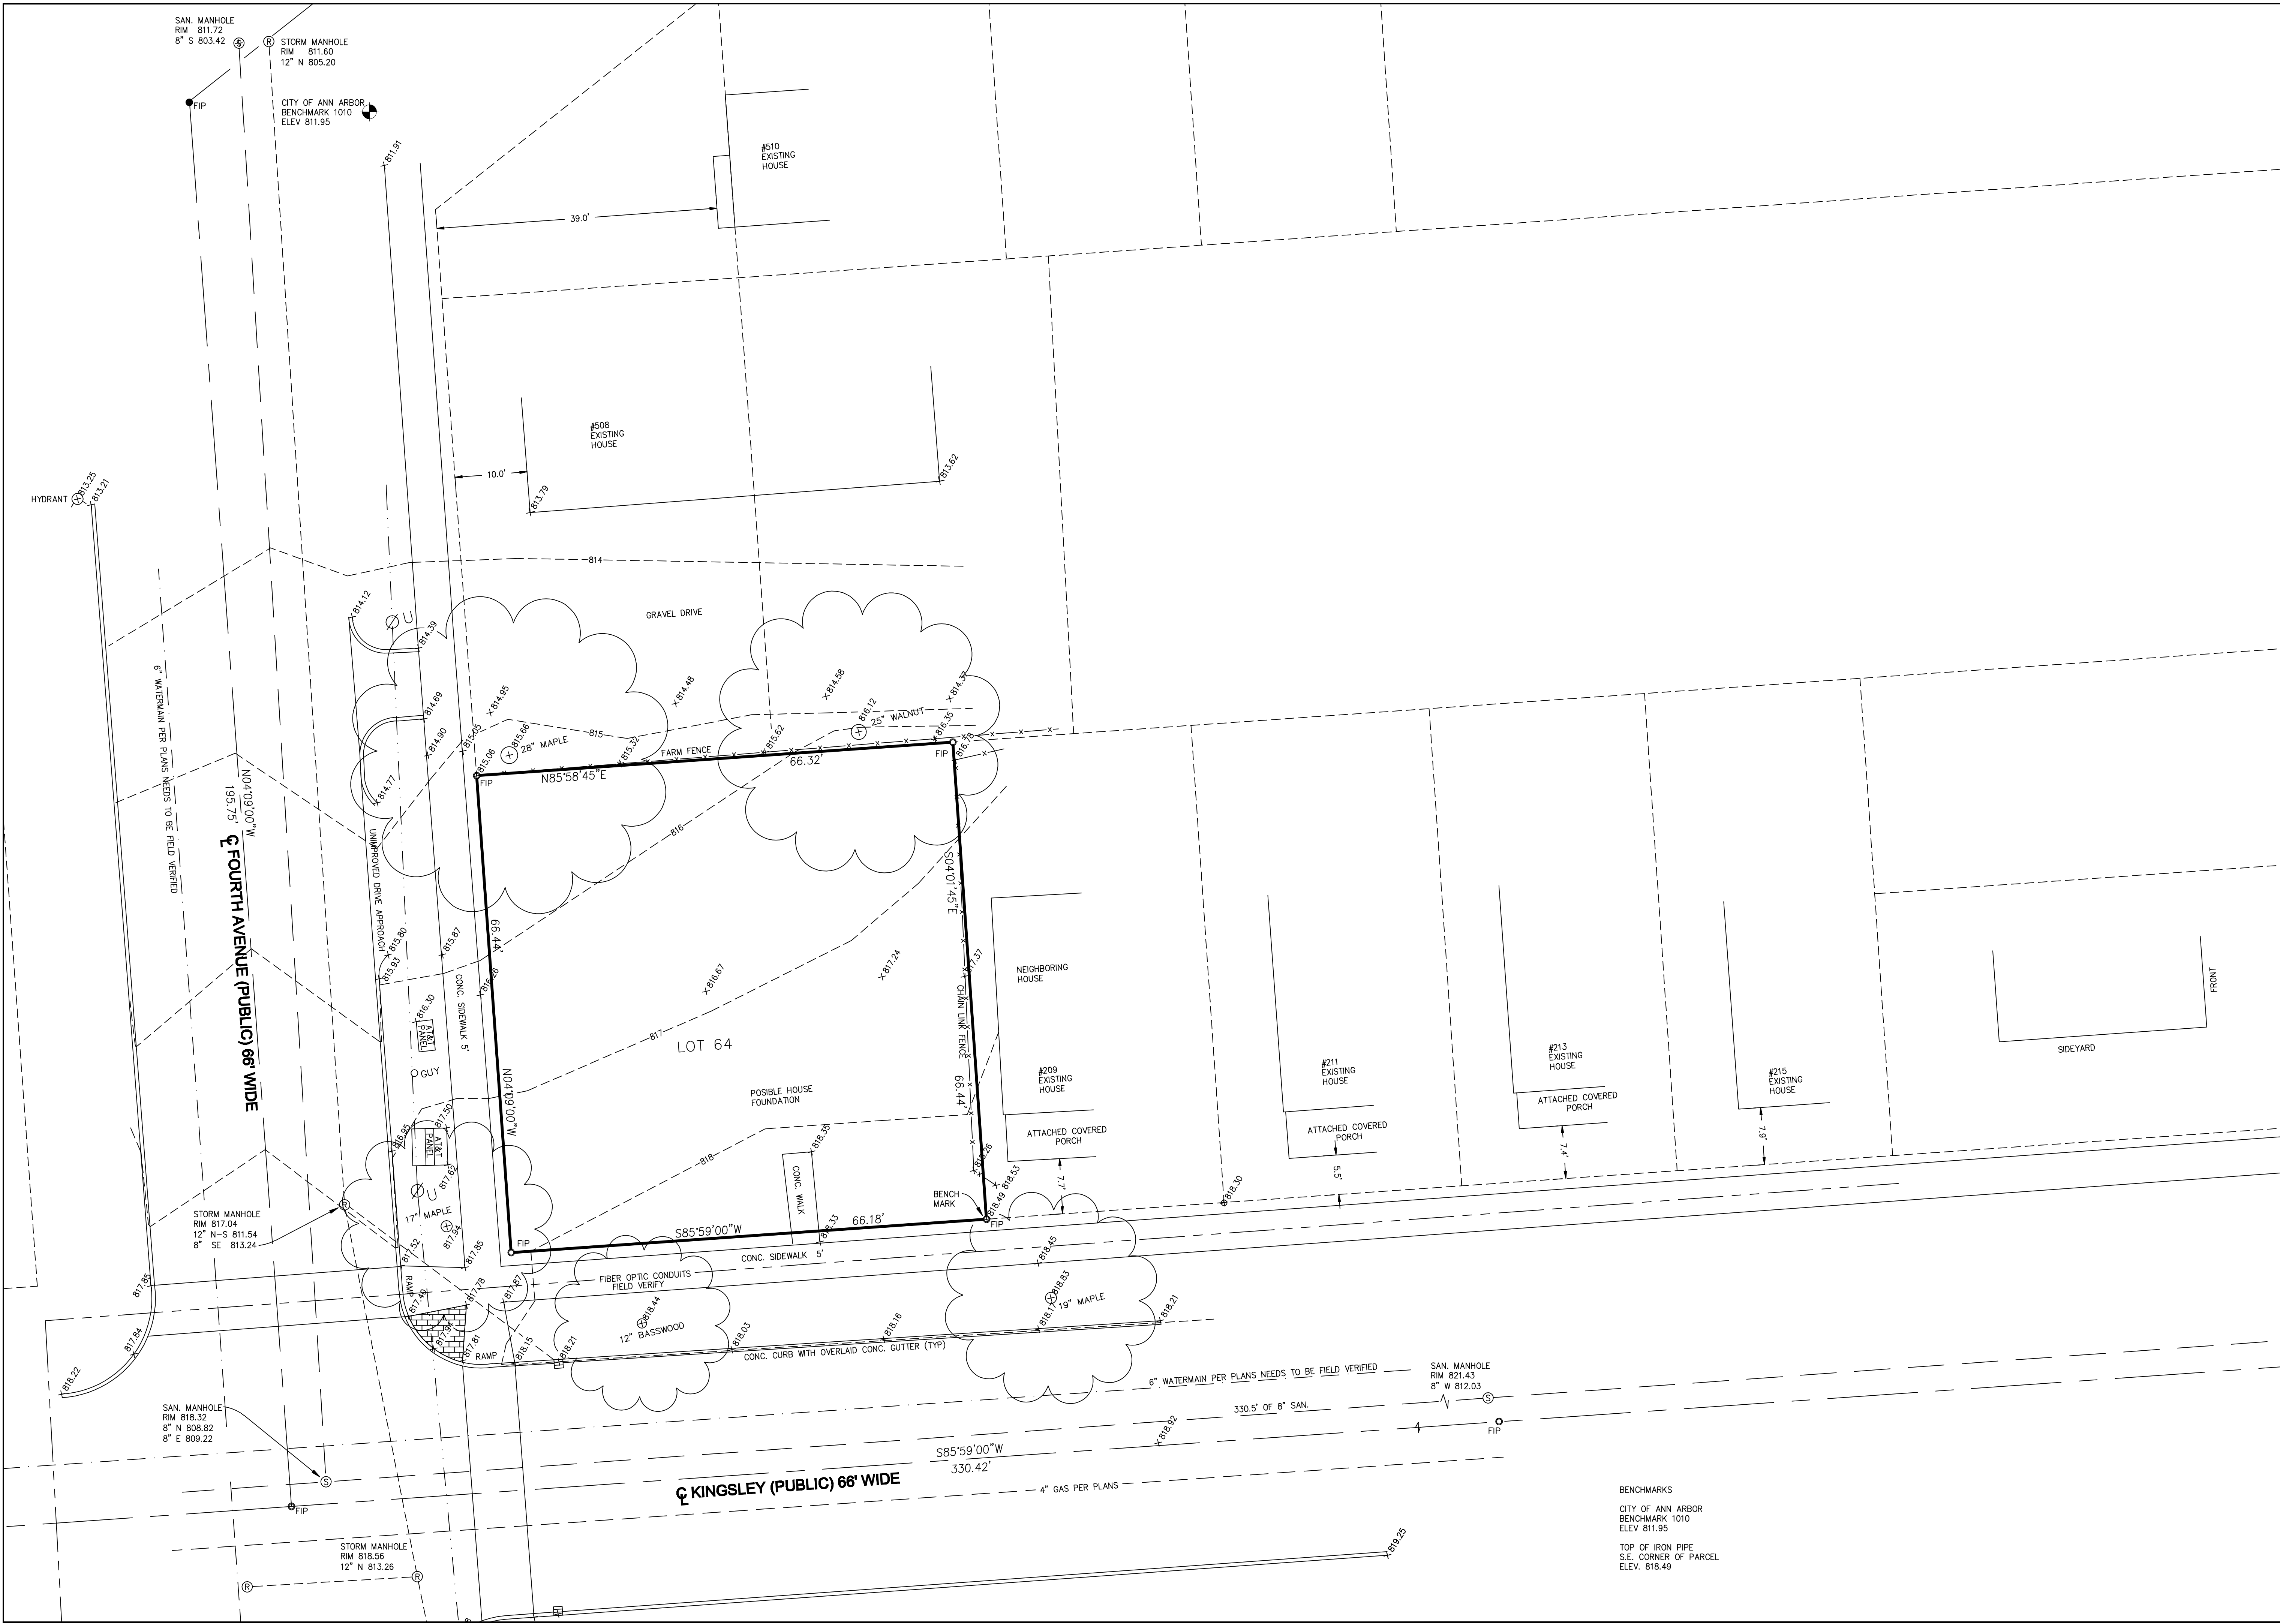 SAN. MANHOLE
RIM 811.72
8" S 803.42
S
R
STORM MANHOLE
RIM 811.60
12" N 805.20
FIP
CITY OF ANN ARBOR
BENCHMARK 1010
ELEV 811.95
811.91
#510
EXISTING
HOUSE
39.0'
#508
EXISTING
HOUSE
10.0'
813.79
813.62
HYDRANT
813.25
813.21
814
814.12
U
814.39
GRAVEL DRIVE
814.69
814.95
814.48
814.58
814.37
814.90
815.05
815.66
815
816.12
25" WALNUT
816.35
28" MAPLE
815.32
FARM FENCE
815.62
815.06
FIP
N85°58'45"E
66.32'
FIP
816.78
814.77
6" WATERMAIN PER PLANS NEEDS TO BE FIELD VERIFIED
N04°09'00"W
195.75'
℄ FOURTH AVENUE (PUBLIC) 66' WIDE
UNIMPROVED DRIVE APPROACH
816
S04°01'45"E
66.44'
815.80
815.87
815.93
CONC. SIDEWALK 5'
816.26
816.67
817.24
817.37
CHAIN LINK FENCE
66.44'
NEIGHBORING
HOUSE
FRONT
816.30
AT&T
PANEL
GUY
817
LOT 64
N04°09'00"W
POSIBLE HOUSE
FOUNDATION
#209
EXISTING
HOUSE
#211
EXISTING
HOUSE
#213
EXISTING
HOUSE
#215
EXISTING
HOUSE
SIDEYARD
ATTACHED COVERED
PORCH
ATTACHED COVERED
PORCH
ATTACHED COVERED
PORCH
7.7'
5.5'
7.4'
7.9'
816.95
817.50
AT&T
PANEL
817.62
U
17" MAPLE
817.94
818
818.35
CONC. WALK
818.33
818.26
818.53
BENCH
MARK
818.49
FIP
818.30
R
STORM MANHOLE
RIM 817.04
12" N-S 811.54
8" SE 813.24
FIP
S85°59'00"W
66.18'
CONC. SIDEWALK 5'
817.52
817.85
FIBER OPTIC CONDUITS
FIELD VERIFY
818.45
817.85
RAMP
817.40
817.78
817.87
818.44
12" BASSWOOD
818.83
19" MAPLE
817.84
817.94
817.81
RAMP
818.15
818.21
818.03
818.16
818.17
818.21
CONC. CURB WITH OVERLAID CONC. GUTTER (TYP)
818.22
SAN. MANHOLE
RIM 818.32
8" N 808.82
8" E 809.22
S
FIP
6" WATERMAIN PER PLANS NEEDS TO BE FIELD VERIFIED
SAN. MANHOLE
RIM 821.43
8" W 812.03
S
330.5' OF 8" SAN.
818.92
FIP
S85°59'00"W
330.42'
℄ KINGSLEY (PUBLIC) 66' WIDE
4" GAS PER PLANS
STORM MANHOLE
RIM 818.56
12" N 813.26
R
R
819.25
BENCHMARKS
CITY OF ANN ARBOR
BENCHMARK 1010
ELEV 811.95
TOP OF IRON PIPE
S.E. CORNER OF PARCEL
ELEV. 818.49